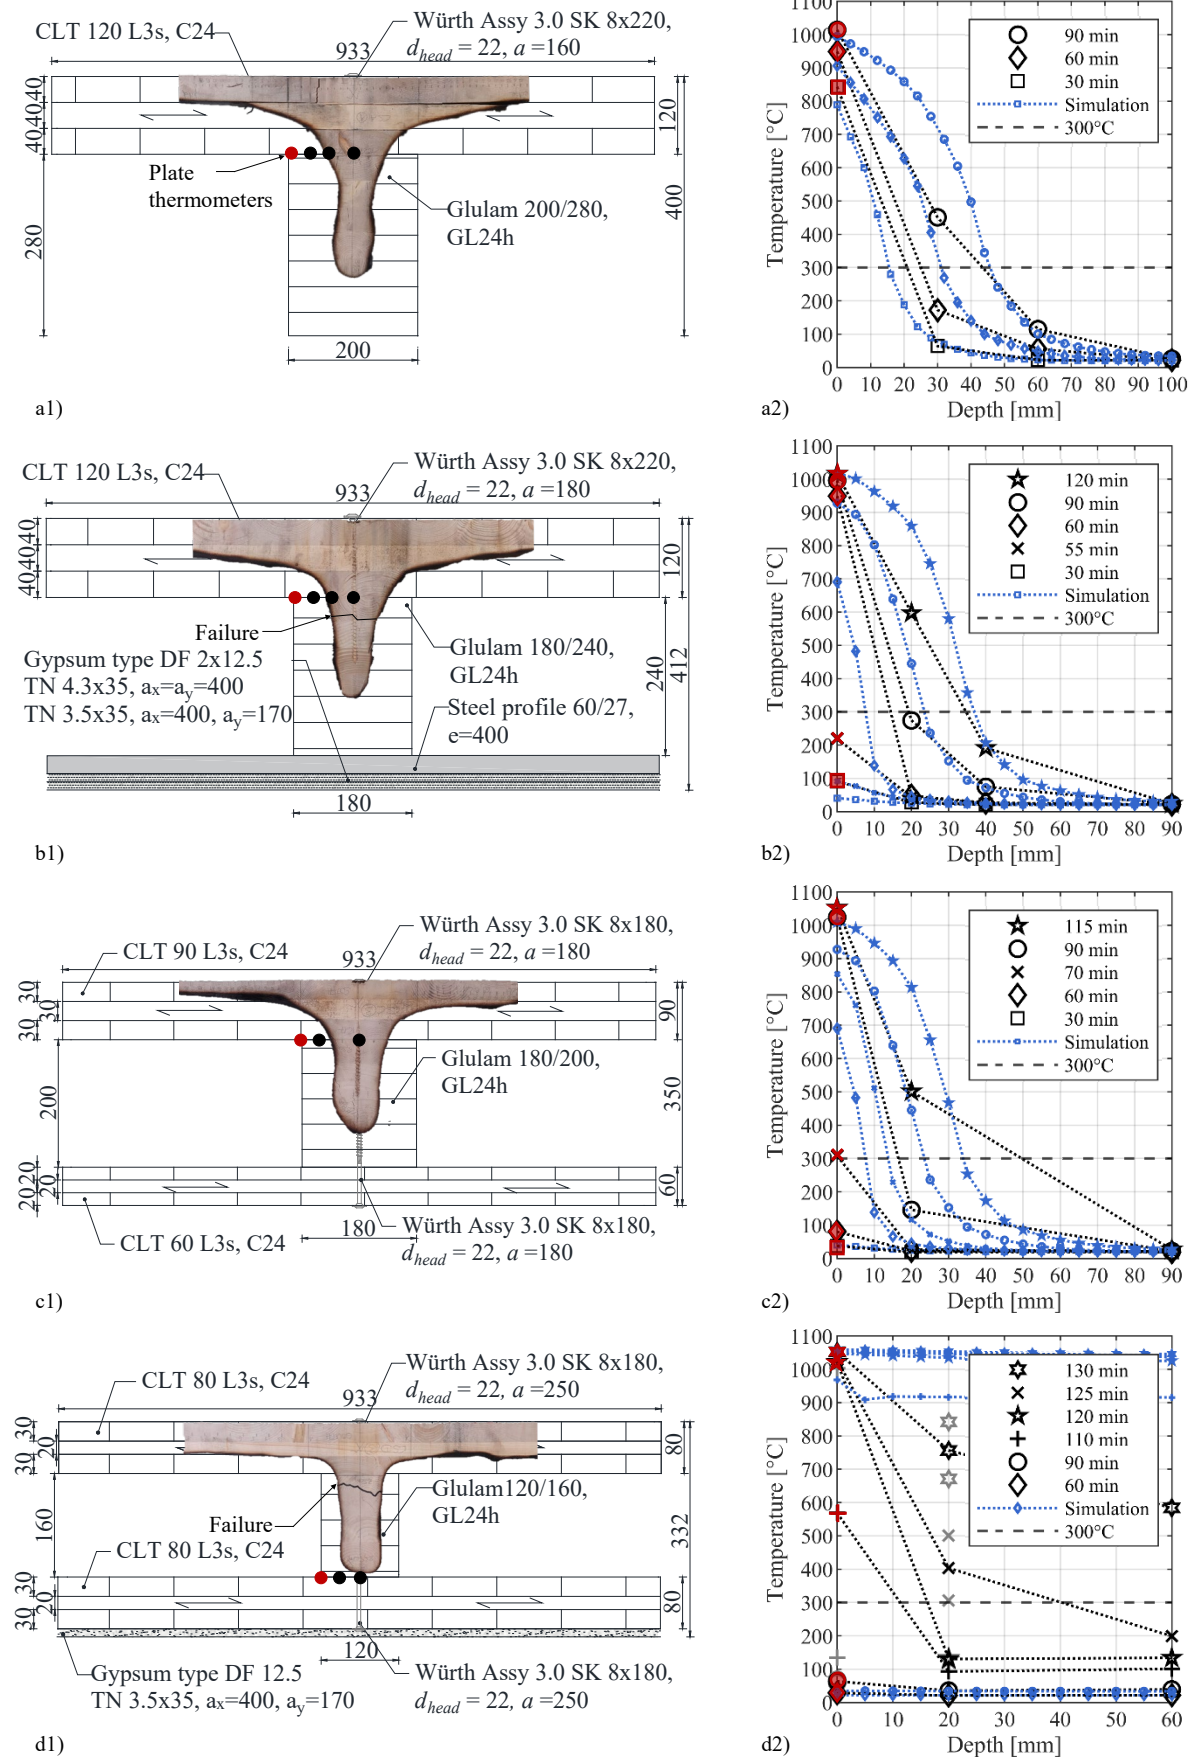 CLT 120 L3s, C24
Würth Assy 3.0 SK 8x220,
d_head = 22, a =160
933
40
40
40
120
Plate
thermometers
Glulam 200/280,
GL24h
280
400
200
a1)
1100
1000
900
800
700
600
500
400
300
200
100
0
Temperature [°C]
90 min
60 min
30 min
Simulation
300°C
0 10 20 30 40 50 60 70 80 90 100
Depth [mm]
a2)
CLT 120 L3s, C24
Würth Assy 3.0 SK 8x220,
d_head = 22, a =180
933
40
40
40
120
Failure
Gypsum type DF 2x12.5
TN 4.3x35, aₓ=a_y=400
TN 3.5x35, aₓ=400, a_y=170
Glulam 180/240,
GL24h
Steel profile 60/27,
e=400
240
412
180
b1)
1100
1000
900
800
700
600
500
400
300
200
100
0
Temperature [°C]
120 min
90 min
60 min
55 min
30 min
Simulation
300°C
0 10 20 30 40 50 60 70 80 90
Depth [mm]
b2)
CLT 90 L3s, C24
Würth Assy 3.0 SK 8x180,
d_head = 22, a =180
933
30
30
30
90
Glulam 180/200,
GL24h
200
350
20
20
20
60
180
CLT 60 L3s, C24
Würth Assy 3.0 SK 8x180,
d_head = 22, a =180
c1)
1100
1000
900
800
700
600
500
400
300
200
100
0
Temperature [°C]
115 min
90 min
70 min
60 min
30 min
Simulation
300°C
0 10 20 30 40 50 60 70 80 90
Depth [mm]
c2)
CLT 80 L3s, C24
Würth Assy 3.0 SK 8x180,
d_head = 22, a =250
933
30
20
30
80
Failure
Glulam120/160,
GL24h
160
332
CLT 80 L3s, C24
30
20
30
80
120
Gypsum type DF 12.5
TN 3.5x35, aₓ=400, a_y=170
Würth Assy 3.0 SK 8x180,
d_head = 22, a =250
d1)
1100
1000
900
800
700
600
500
400
300
200
100
0
Temperature [°C]
130 min
125 min
120 min
110 min
90 min
60 min
Simulation
300°C
0 10 20 30 40 50 60
Depth [mm]
d2)